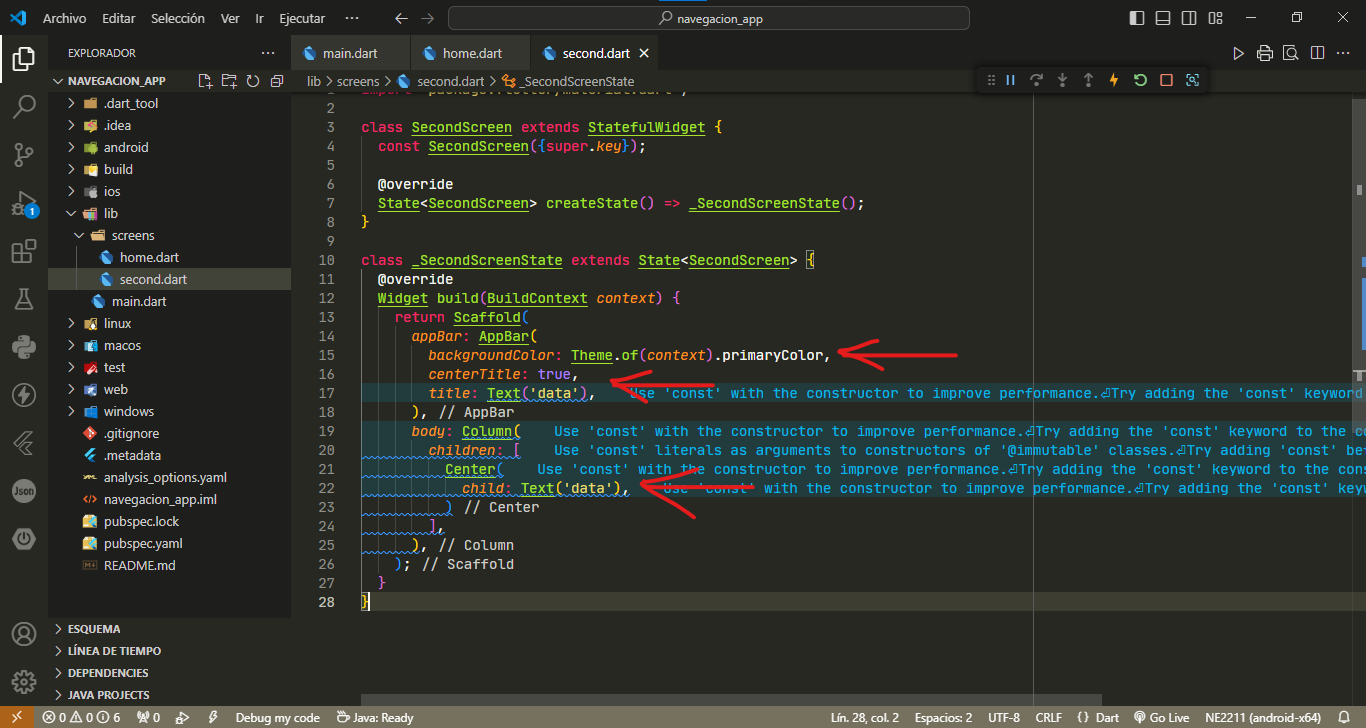 Archivo Editar Selección Ver Ir Ejecutar ··· navegacion_app
EXPLORADOR ···
main.dart home.dart second.dart
NAVEGACION_APP
lib > screens > second.dart > _SecondScreenState
.dart_tool
.idea
android
build
ios
lib
screens
home.dart
second.dart
main.dart
linux
macos
test
web
windows
.gitignore
.metadata
analysis_options.yaml
navegacion_app.iml
pubspec.lock
pubspec.yaml
README.md
ESQUEMA
LÍNEA DE TIEMPO
DEPENDENCIES
JAVA PROJECTS
1
Json
2
3 class SecondScreen extends StatefulWidget {
4 const SecondScreen({super.key});
5
6 @override
7 State<SecondScreen> createState() => _SecondScreenState();
8 }
9
10 class _SecondScreenState extends State<SecondScreen> {
11 @override
12 Widget build(BuildContext context) {
13 return Scaffold(
14 appBar: AppBar(
15 backgroundColor: Theme.of(context).primaryColor,
16 centerTitle: true,
17 title: Text('data'), Use 'const' with the constructor to improve performance.⏎Try adding the 'const' keyword
18 ), // AppBar
19 body: Column( Use 'const' with the constructor to improve performance.⏎Try adding the 'const' keyword to the co
20 children: [ Use 'const' literals as arguments to constructors of '@immutable' classes.⏎Try adding 'const' be
21 Center( Use 'const' with the constructor to improve performance.⏎Try adding the 'const' keyword to the cons
22 child: Text('data'), Use 'const' with the constructor to improve performance.⏎Try adding the 'const' keyw
23 ) // Center
24 ],
25 ), // Column
26 ); // Scaffold
27 }
28 }
0 0 6 0 Debug my code Java: Ready Lín. 28, col. 2 Espacios: 2 UTF-8 CRLF {} Dart Go Live NE2211 (android-x64)